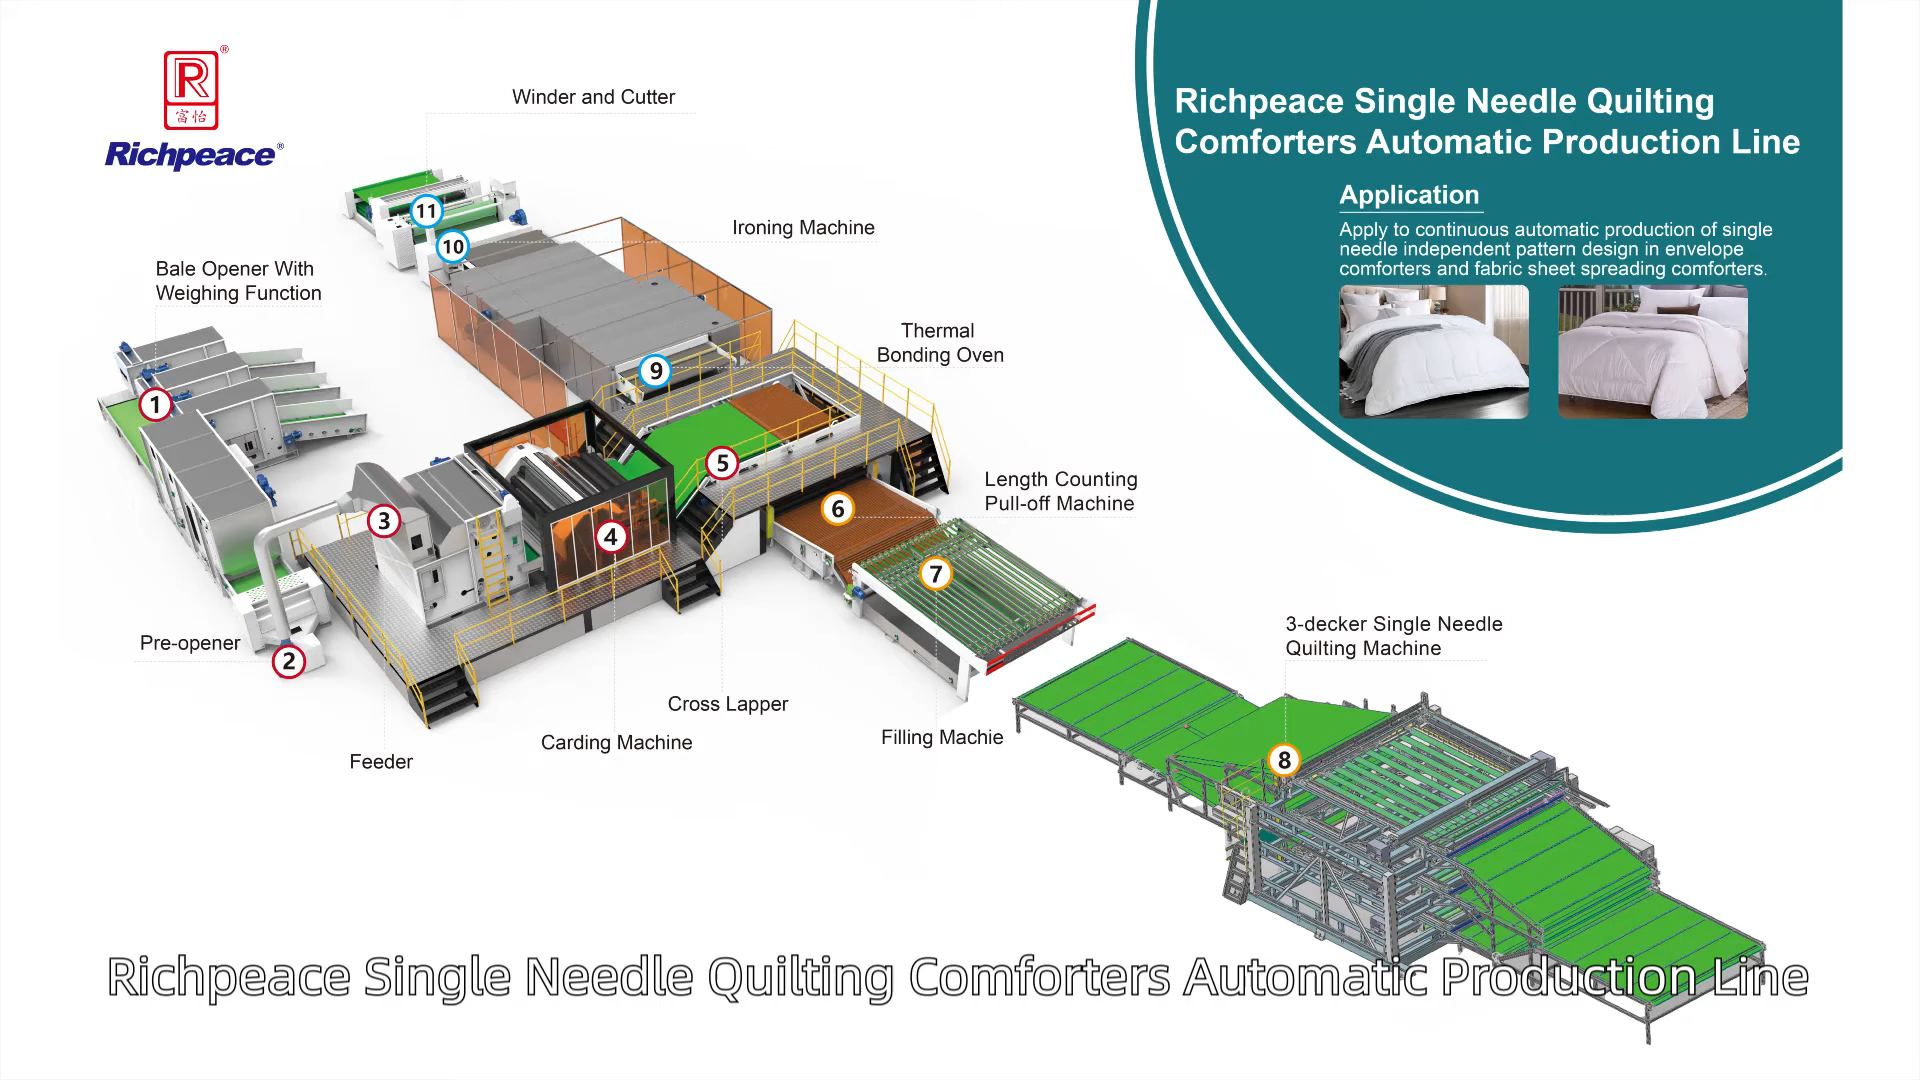 R®
富怡
Richpeace®
Richpeace Single Needle Quilting
Comforters Automatic Production Line
Application
Apply to continuous automatic production of single
needle independent pattern design in envelope
comforters and fabric sheet spreading comforters.
Winder and Cutter
11
10
Ironing Machine
Bale Opener With
Weighing Function
1
Thermal
Bonding Oven
9
5
Length Counting
Pull-off Machine
6
3
4
7
Pre-opener
2
3-decker Single Needle
Quilting Machine
8
Cross Lapper
Carding Machine
Filling Machie
Feeder
Richpeace Single Needle Quilting Comforters Automatic Production Line